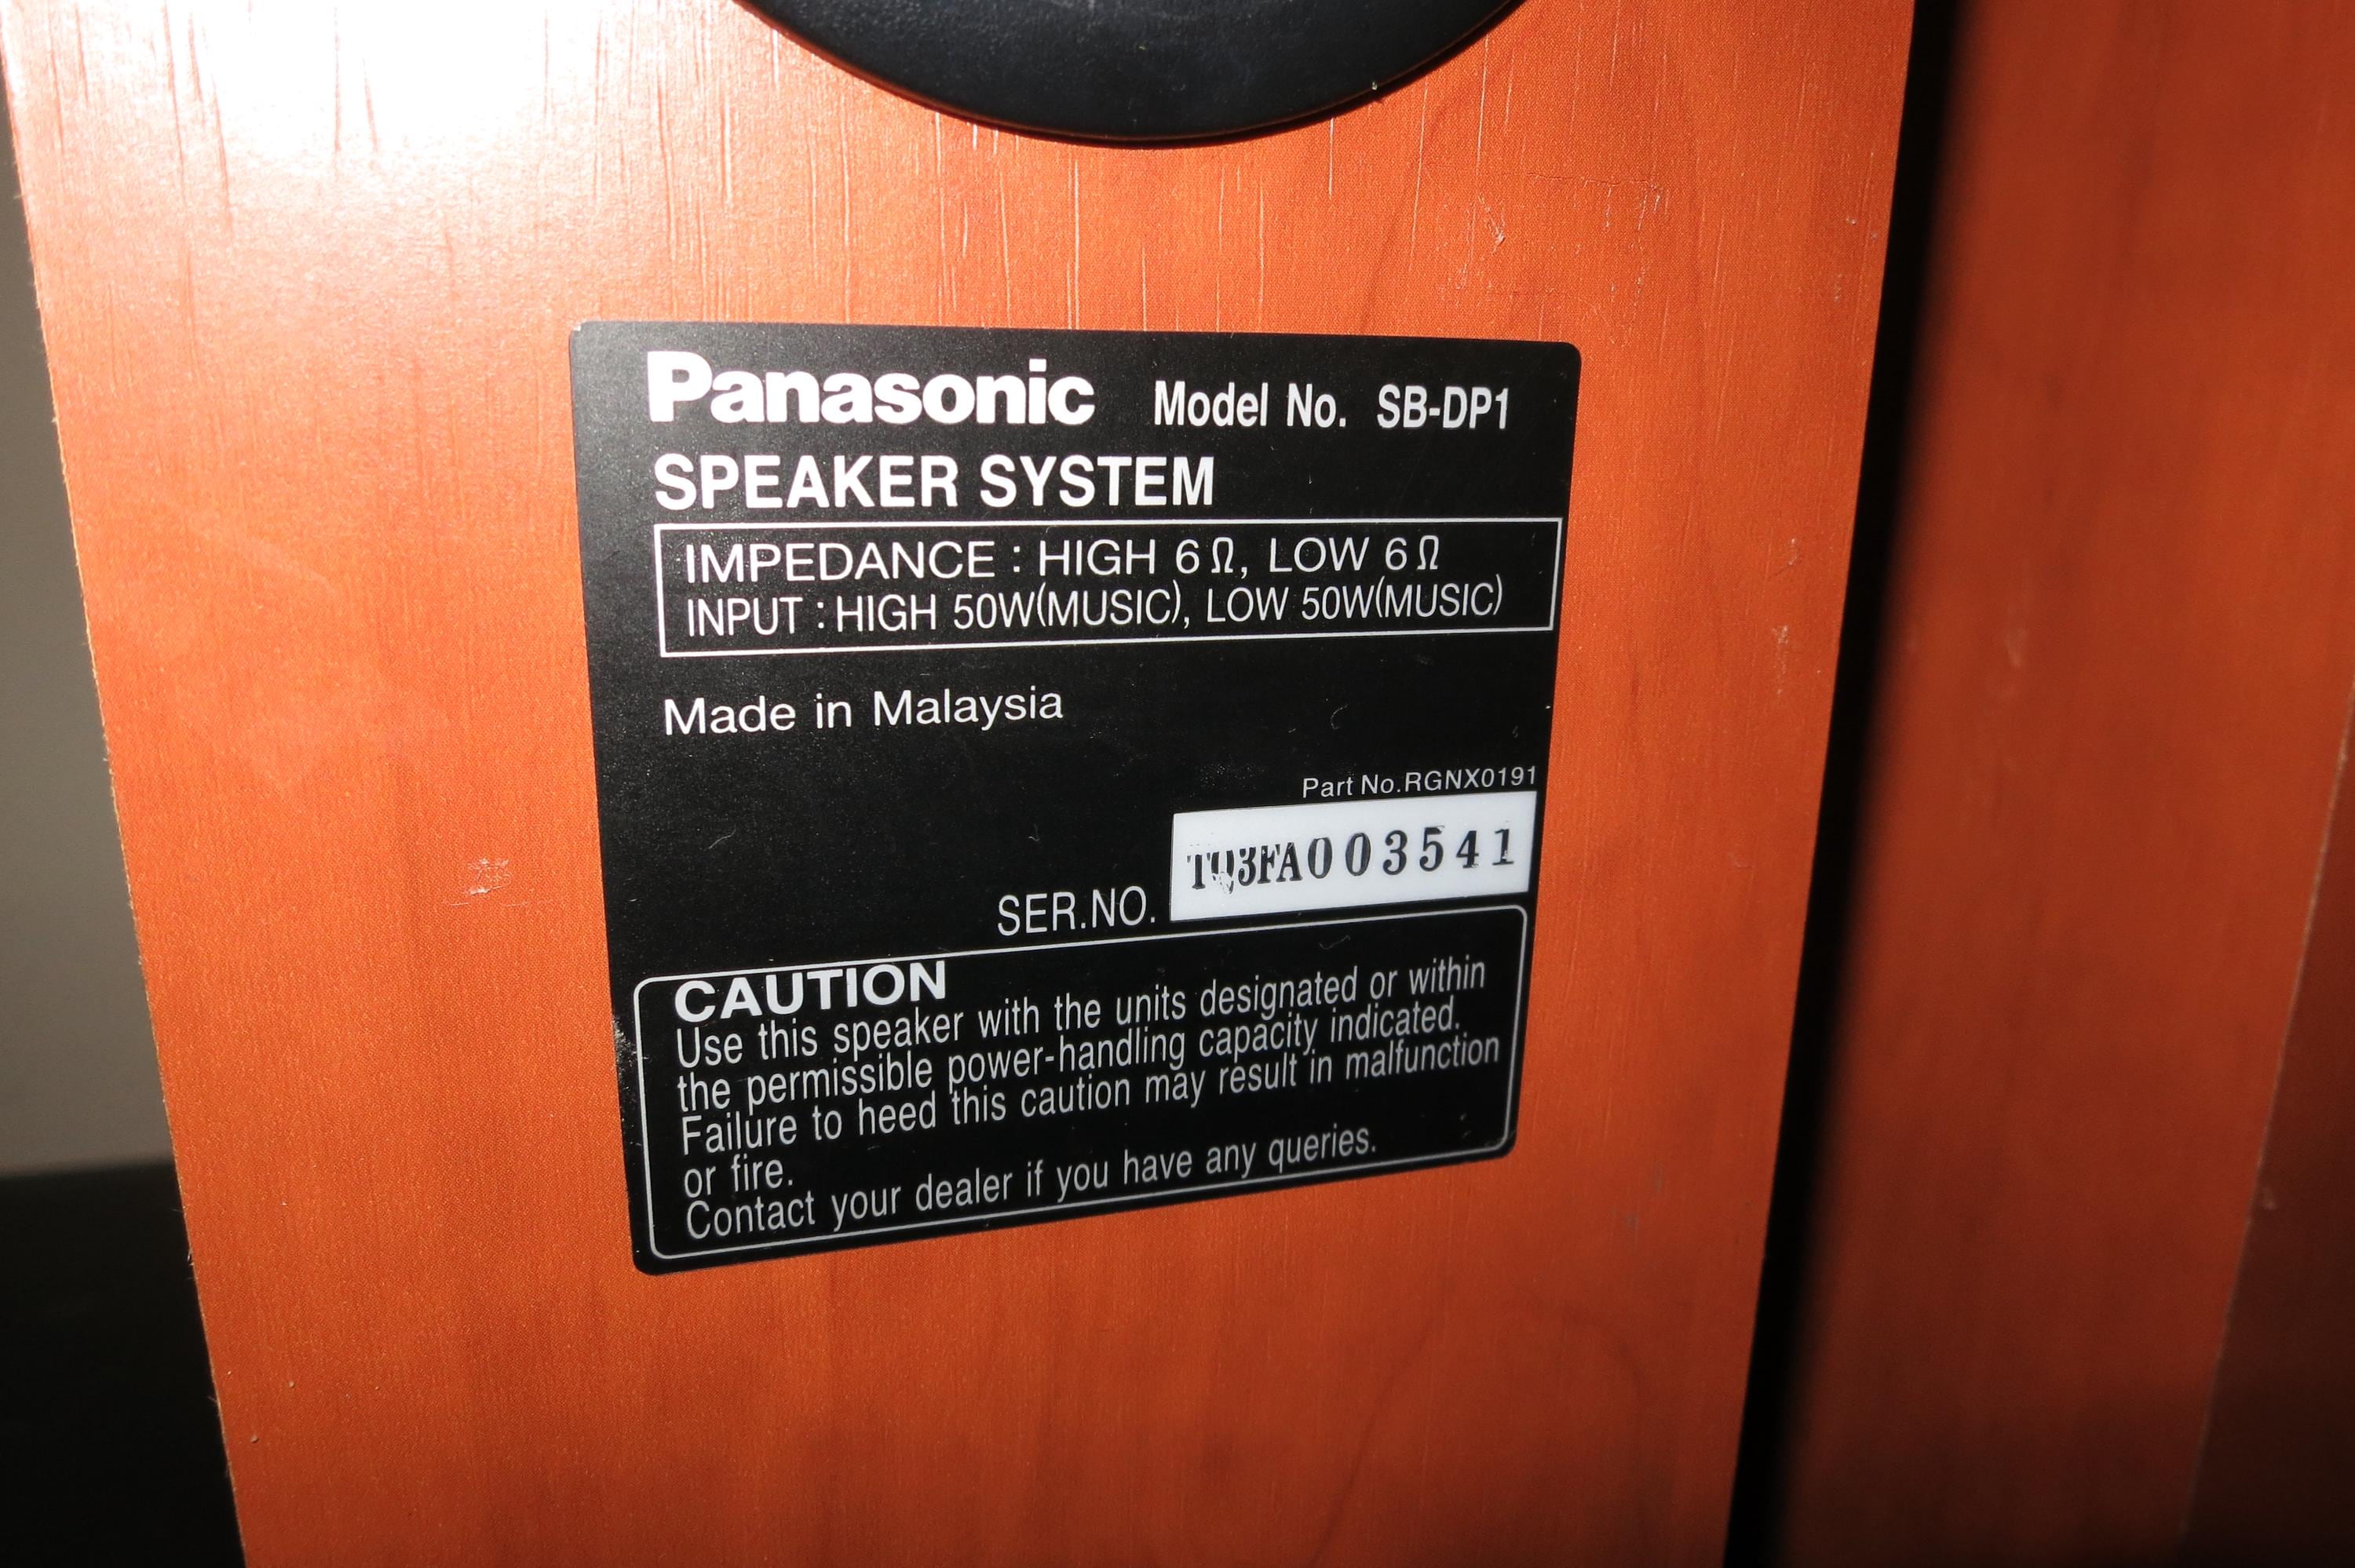 Panasonic Model No. SB-DP1
SPEAKER SYSTEM
IMPEDANCE : HIGH 6Ω, LOW 6Ω
INPUT : HIGH 50W(MUSIC), LOW 50W(MUSIC)
Made in Malaysia
Part No.RGNX0191
SER.NO. TQ3FA003541
CAUTION
Use this speaker with the units designated or within
the permissible power-handling capacity indicated.
Failure to heed this caution may result in malfunction
or fire.
Contact your dealer if you have any queries.